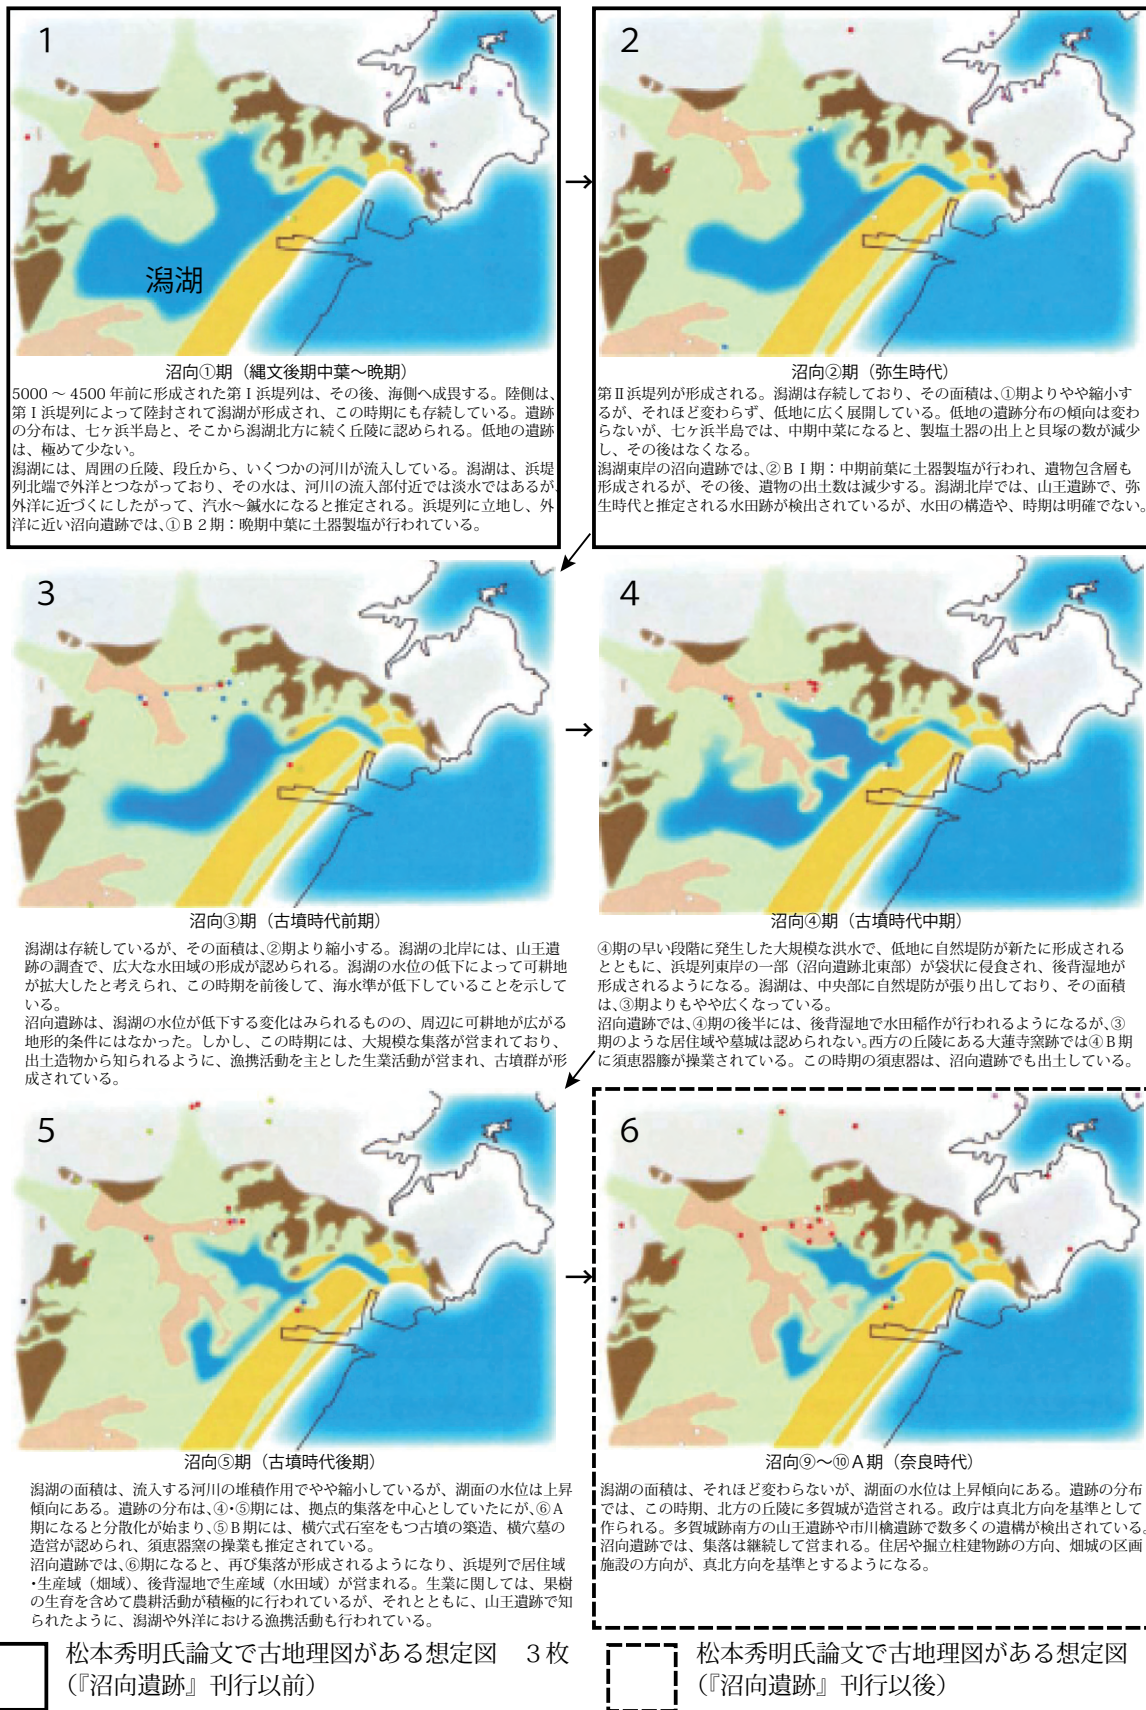 1
潟湖
沼向①期（縄文後期中葉～晩期）
5000 ～ 4500 年前に形成された第Ⅰ浜堤列は、その後、海側へ成畏する。陸側は、
第Ⅰ浜堤列によって陸封されて潟湖が形成され、この時期にも存続している。遺跡
の分布は、七ヶ浜半島と、そこから潟湖北方に続く丘陵に認められる。低地の遺跡
は、極めて少ない。
潟湖には、周囲の丘陵、段丘から、いくつかの河川が流入している。潟湖は、浜堤
列北端で外洋とつながっており、その水は、河川の流入部付近では淡水ではあるが、
外洋に近づくにしたがって、汽水～鹹水になると推定される。浜堤列に立地し、外
洋に近い沼向遺跡では、①Ｂ２期：晩期中葉に土器製塩が行われている。
→
2
沼向②期（弥生時代）
第Ⅱ浜堤列が形成される。潟湖は存続しており、その面積は、①期よりやや縮小す
るが、それほど変わらず、低地に広く展開している。低地の遺跡分布の傾向は変わ
らないが、七ヶ浜半島では、中期中菜になると、製塩土器の出上と貝塚の数が減少
し、その後はなくなる。
潟湖東岸の沼向遺跡では、②ＢⅠ期：中期前葉に土器製塩が行われ、遺物包含層も
形成されるが、その後、遺物の出土数は減少する。潟湖北岸では、山王遺跡で、弥
生時代と推定される水田跡が検出されているが、水田の構造や、時期は明確でない。
3
沼向③期（古墳時代前期）
潟湖は存統しているが、その面積は、②期より縮小する。潟湖の北岸には、山王遺
跡の調査で、広大な水田域の形成が認められる。潟湖の水位の低下によって可耕地
が拡大したと考えられ、この時期を前後して、海水準が低下していることを示して
いる。
沼向遺跡は、潟湖の水位が低下する変化はみられるものの、周辺に可耕地が広がる
地形的条件にはなかった。しかし、この時期には、大規模な集落が営まれており、
出土造物から知られるように、漁携活動を主とした生業活動が営まれ、古墳群が形
成されている。
→
4
沼向④期（古墳時代中期）
④期の早い段階に発生した大規模な洪水で、低地に自然堤防が新たに形成される
とともに、浜堤列東岸の一部（沼向遺跡北東部）が袋状に侵食され、後背湿地が
形成されるようになる。潟湖は、中央部に自然堤防が張り出しており、その面積
は、③期よりもやや広くなっている。
沼向遺跡では、④期の後半には、後背湿地で水田稲作が行われるようになるが、③
期のような居住域や墓城は認められない。西方の丘陵にある大蓮寺窯跡では④Ｂ期
に須恵器籐が操業されている。この時期の須恵器は、沼向遺跡でも出土している。
5
沼向⑤期（古墳時代後期）
潟湖の面積は、流入する河川の堆積作用でやや縮小しているが、湖面の水位は上昇
傾向にある。遺跡の分布は、④・⑤期には、拠点的集落を中心としていたにが、⑥Ａ
期になると分散化が始まり、⑤Ｂ期には、横穴式石室をもつ古墳の築造、横穴墓の
造営が認められ、須恵器窯の操業も推定されている。
沼向遺跡では、⑥期になると、再び集落が形成されるようになり、浜堤列で居住域
・生産域（畑域）、後背湿地で生産域（水田域）が営まれる。生業に関しては、果樹
の生育を含めて農耕活動が積極的に行われているが、それとともに、山王遺跡で知
られたように、潟湖や外洋における漁携活動も行われている。
→
6
沼向⑨～⑩Ａ期（奈良時代）
潟湖の面積は、それほど変わらないが、湖面の水位は上昇傾向にある。遺跡の分布
では、この時期、北方の丘陵に多賀城が造営される。政庁は真北方向を基準として
作られる。多賀城跡南方の山王遺跡や市川橋遺跡で数多くの遺構が検出されている。
沼向遺跡では、集落は継続して営まれる。住居や掘立柱建物跡の方向、畑城の区画
施設の方向が、真北方向を基準とするようになる。
松本秀明氏論文で古地理図がある想定図　３枚
（『沼向遺跡』刊行以前）
松本秀明氏論文で古地理図がある想定図
（『沼向遺跡』刊行以後）